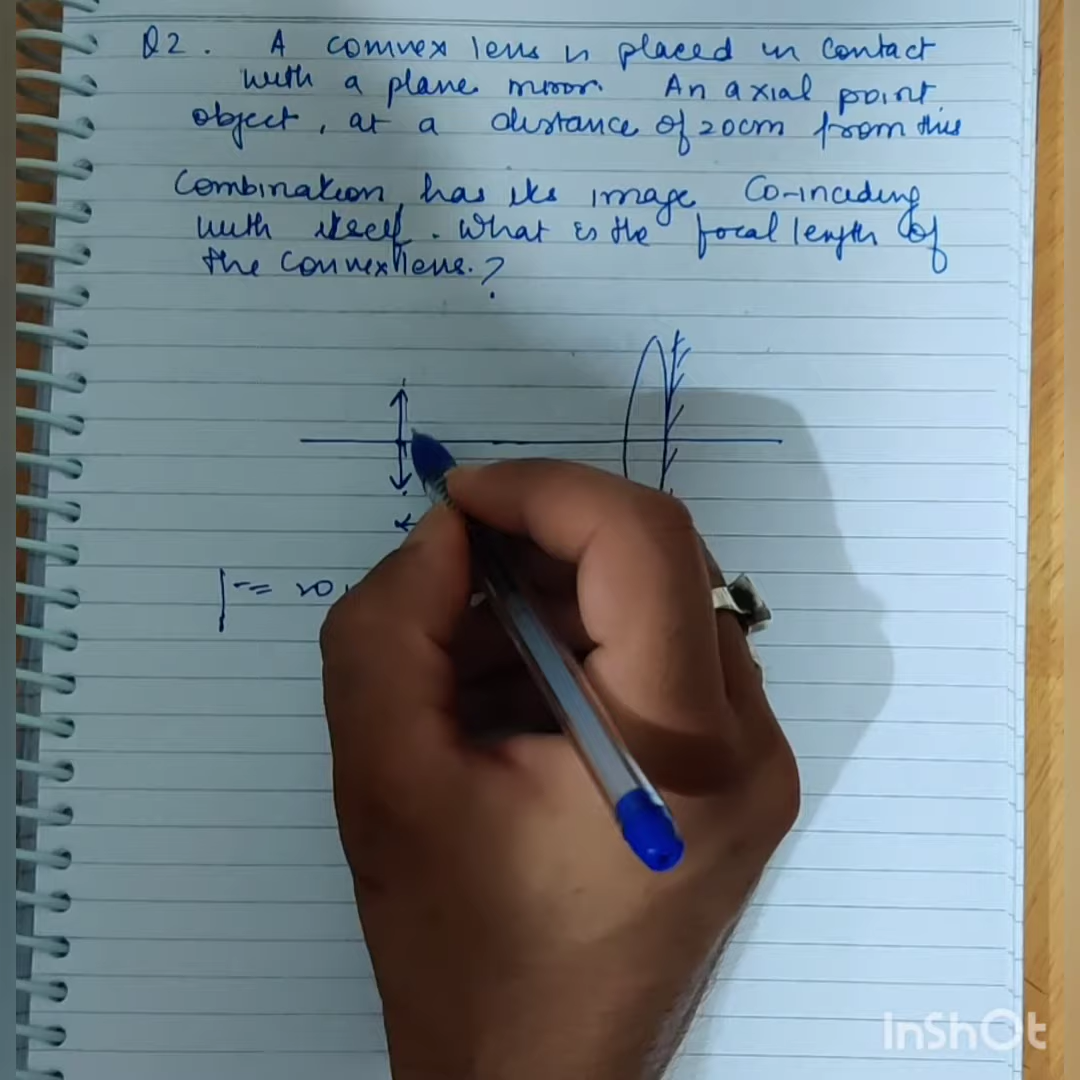 Q2. A convex lens is placed in contact
with a plane mirror. An axial point
object, at a distance of 20cm from this
Combination, has its image Co-inciding
with itself. What is the focal length of
the convex lens.?
= 20
InShOt